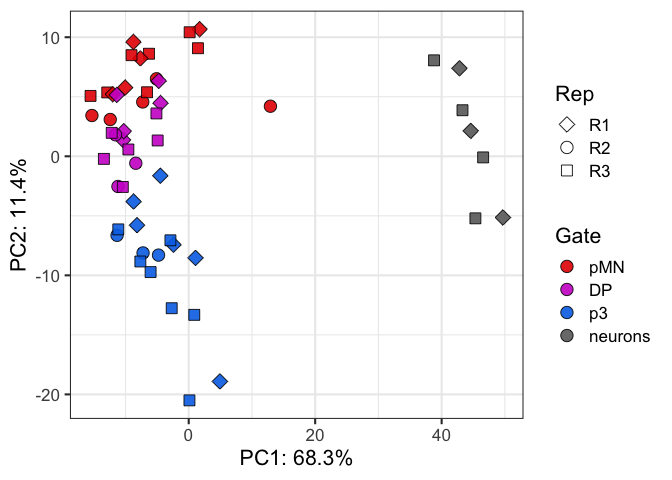 10
0
-10
-20
PC2: 11.4%
0
20
40
PC1: 68.3%
Rep
R1
R2
R3
Gate
pMN
DP
p3
neurons